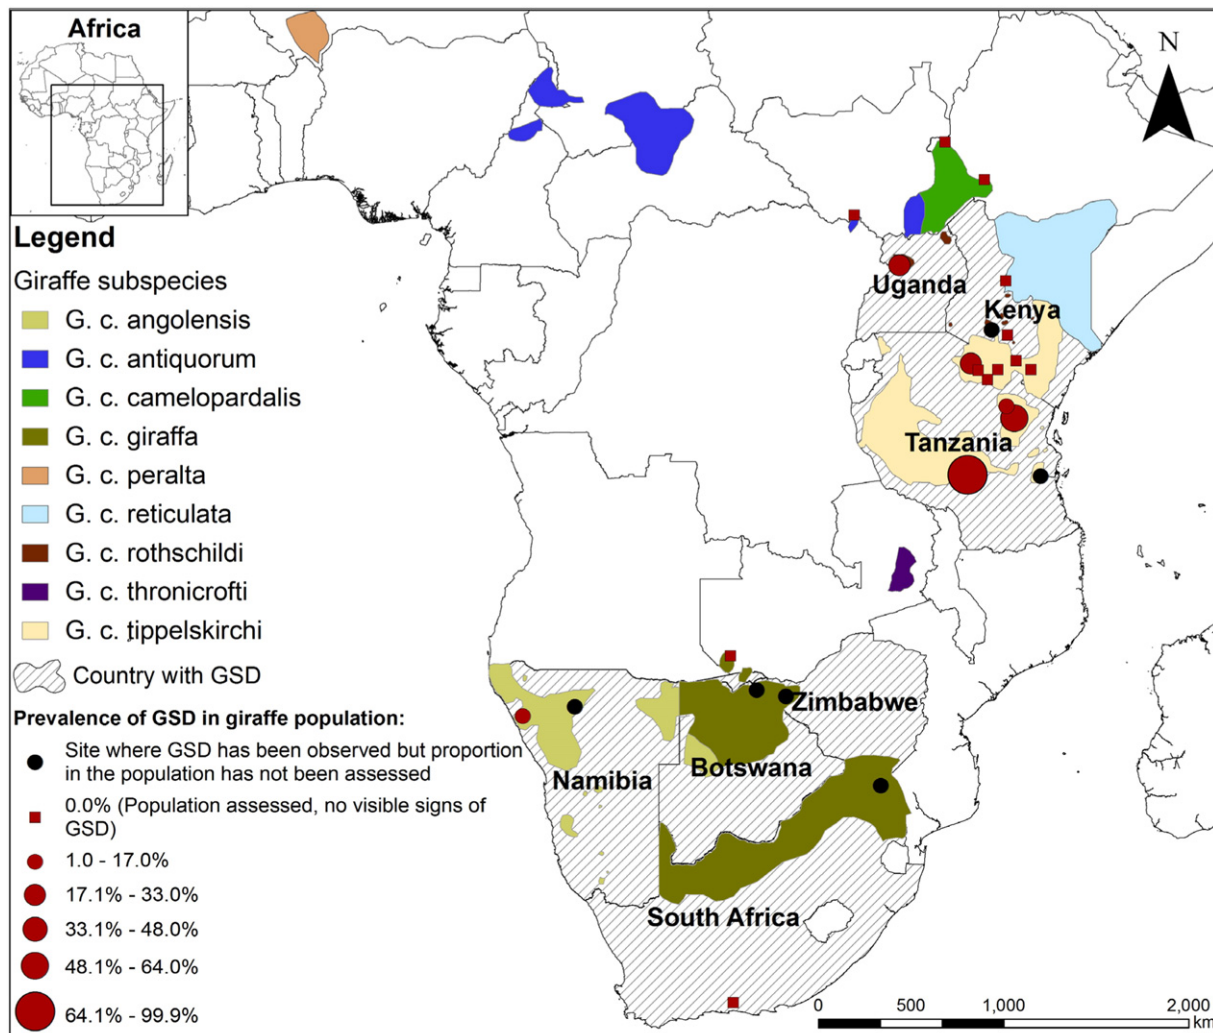 Africa
N
Legend
Giraffe subspecies
G. c. angolensis
G. c. antiquorum
G. c. camelopardalis
G. c. giraffa
G. c. peralta
G. c. reticulata
G. c. rothschildi
G. c. thronicrofti
G. c. tippelskirchi
Country with GSD
Prevalence of GSD in giraffe population:
Site where GSD has been observed but proportion
in the population has not been assessed
0.0% (Population assessed, no visible signs of
GSD)
1.0 - 17.0%
17.1% - 33.0%
33.1% - 48.0%
48.1% - 64.0%
64.1% - 99.9%
Uganda
Kenya
Tanzania
Zimbabwe
Botswana
Namibia
South Africa
0 500 1,000 2,000
km